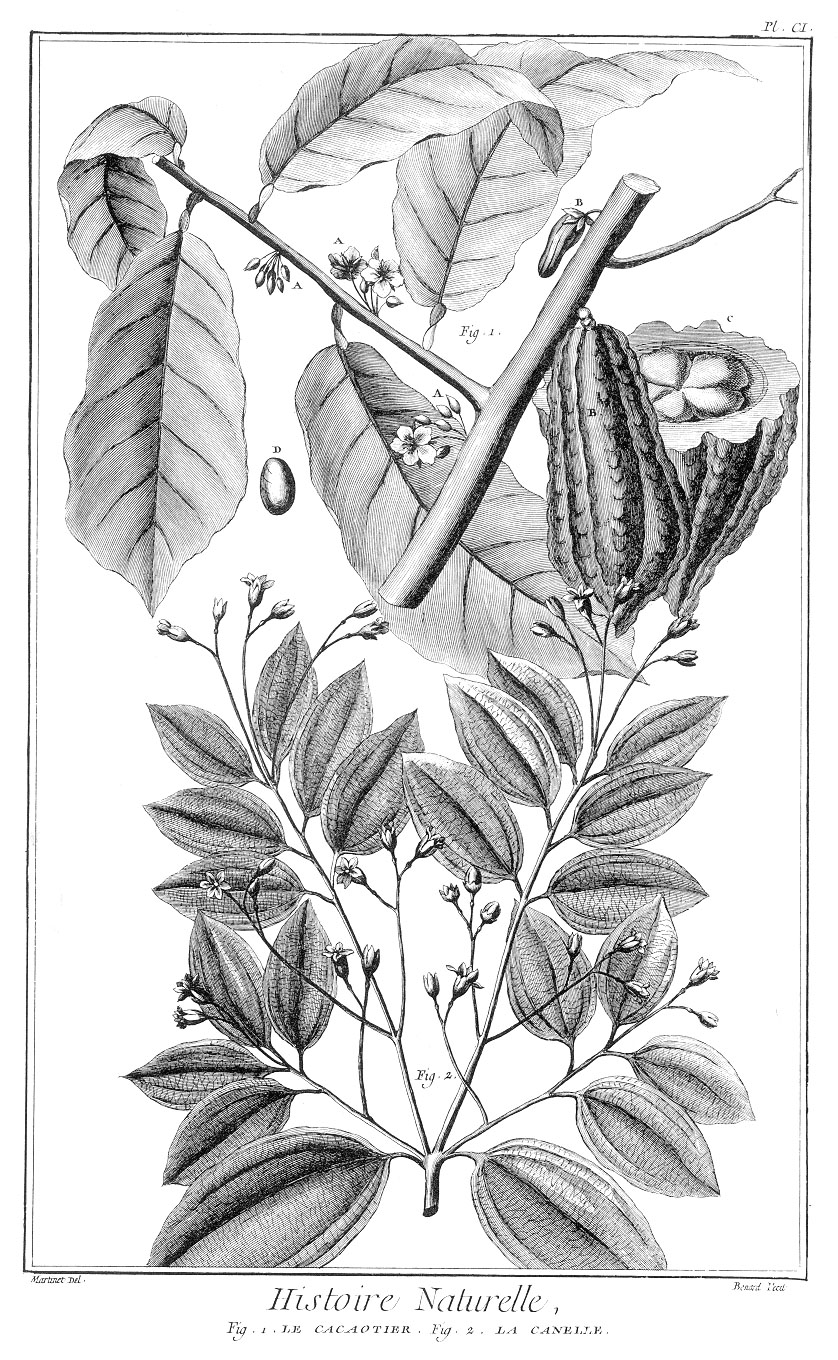 Pl. CI.
B
A
A
C
Fig. 1.
A
B
D
Fig. 2.
Martinet Del. Benard Fecit
Histoire Naturelle,
Fig. 1. LE CACAOTIER. Fig. 2. LA CANELLE.